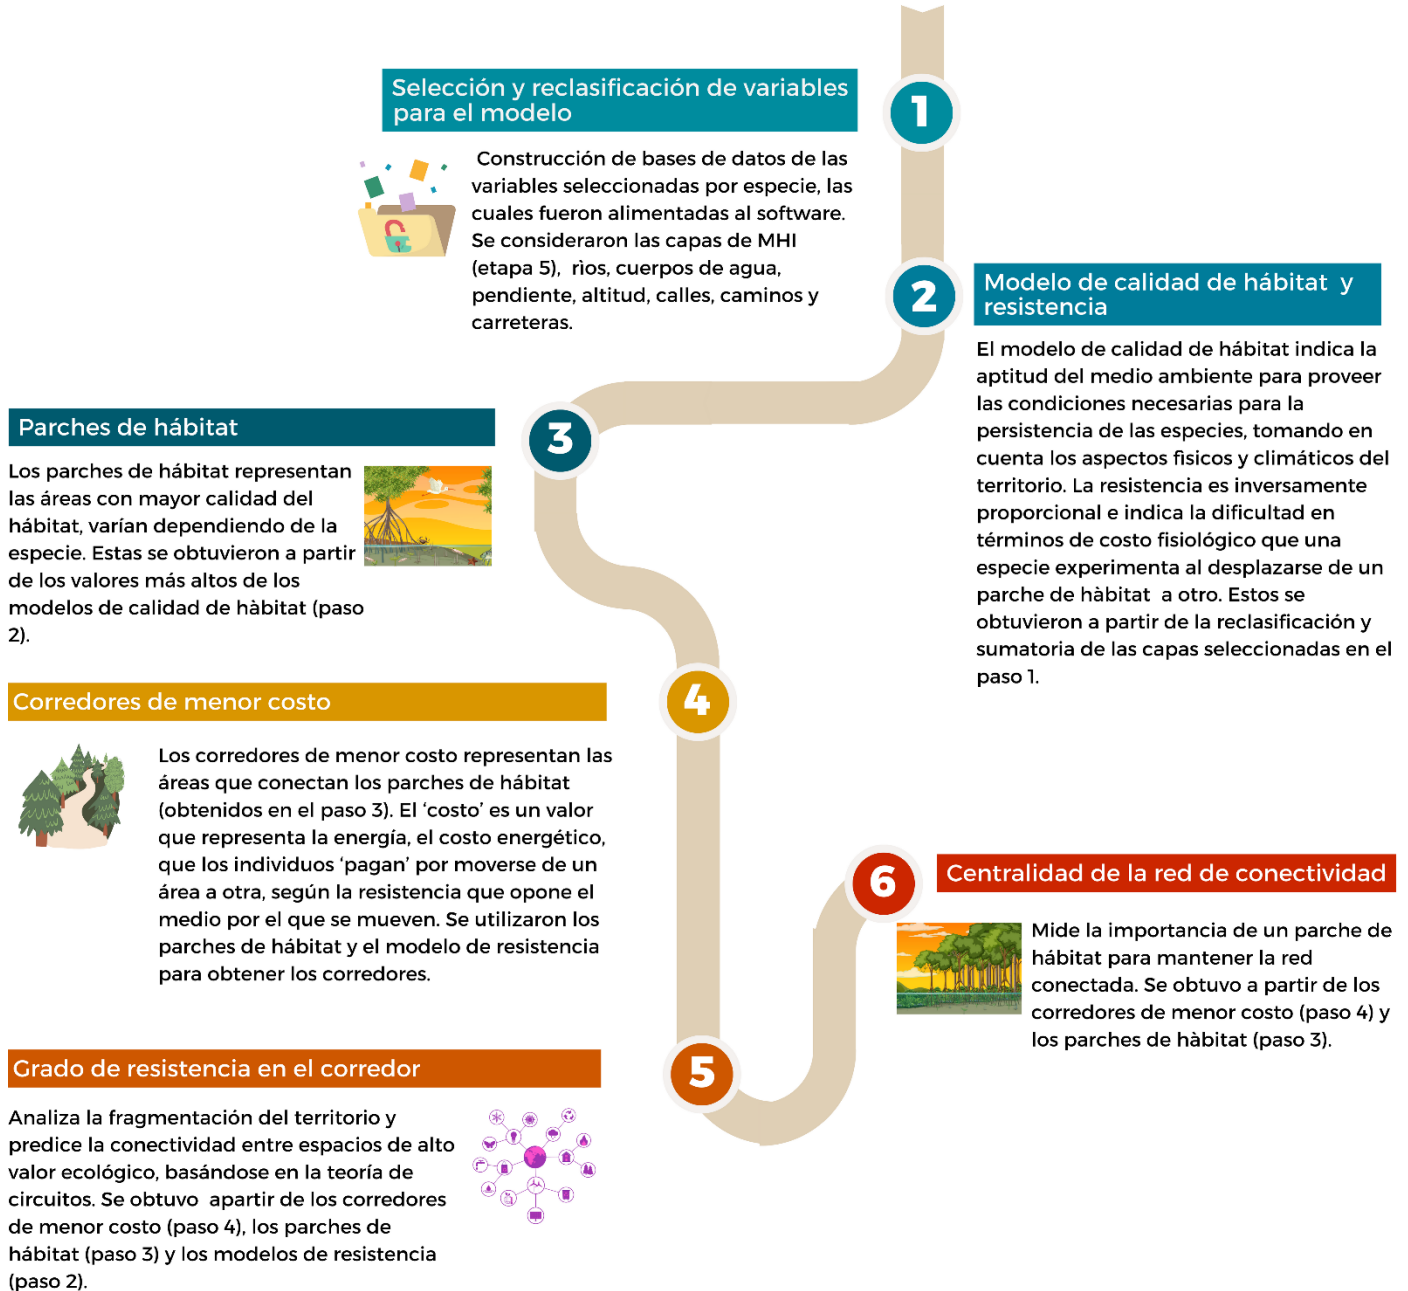 1
Selección y reclasificación de variables
para el modelo
Construcción de bases de datos de las
variables seleccionadas por especie, las
cuales fueron alimentadas al software.
Se consideraron las capas de MHI
(etapa 5), rìos, cuerpos de agua,
pendiente, altitud, calles, caminos y
carreteras.
2
Modelo de calidad de hábitat y
resistencia
El modelo de calidad de hábitat indica la
aptitud del medio ambiente para proveer
las condiciones necesarias para la
persistencia de las especies, tomando en
cuenta los aspectos fisicos y climáticos del
territorio. La resistencia es inversamente
proporcional e indica la dificultad en
términos de costo fisiológico que una
especie experimenta al desplazarse de un
parche de hàbitat a otro. Estos se
obtuvieron a partir de la reclasificación y
sumatoria de las capas seleccionadas en el
paso 1.
3
Parches de hábitat
Los parches de hábitat representan
las áreas con mayor calidad del
hábitat, varían dependiendo de la
especie. Estas se obtuvieron a partir
de los valores más altos de los
modelos de calidad de hàbitat (paso
2).
4
Corredores de menor costo
Los corredores de menor costo representan las
áreas que conectan los parches de hábitat
(obtenidos en el paso 3). El ‘costo’ es un valor
que representa la energía, el costo energético,
que los individuos ‘pagan’ por moverse de un
área a otra, según la resistencia que opone el
medio por el que se mueven. Se utilizaron los
parches de hábitat y el modelo de resistencia
para obtener los corredores.
5
Grado de resistencia en el corredor
Analiza la fragmentación del territorio y
predice la conectividad entre espacios de alto
valor ecológico, basándose en la teoría de
circuitos. Se obtuvo apartir de los corredores
de menor costo (paso 4), los parches de
hábitat (paso 3) y los modelos de resistencia
(paso 2).
6
Centralidad de la red de conectividad
Mide la importancia de un parche de
hábitat para mantener la red
conectada. Se obtuvo a partir de los
corredores de menor costo (paso 4) y
los parches de hàbitat (paso 3).